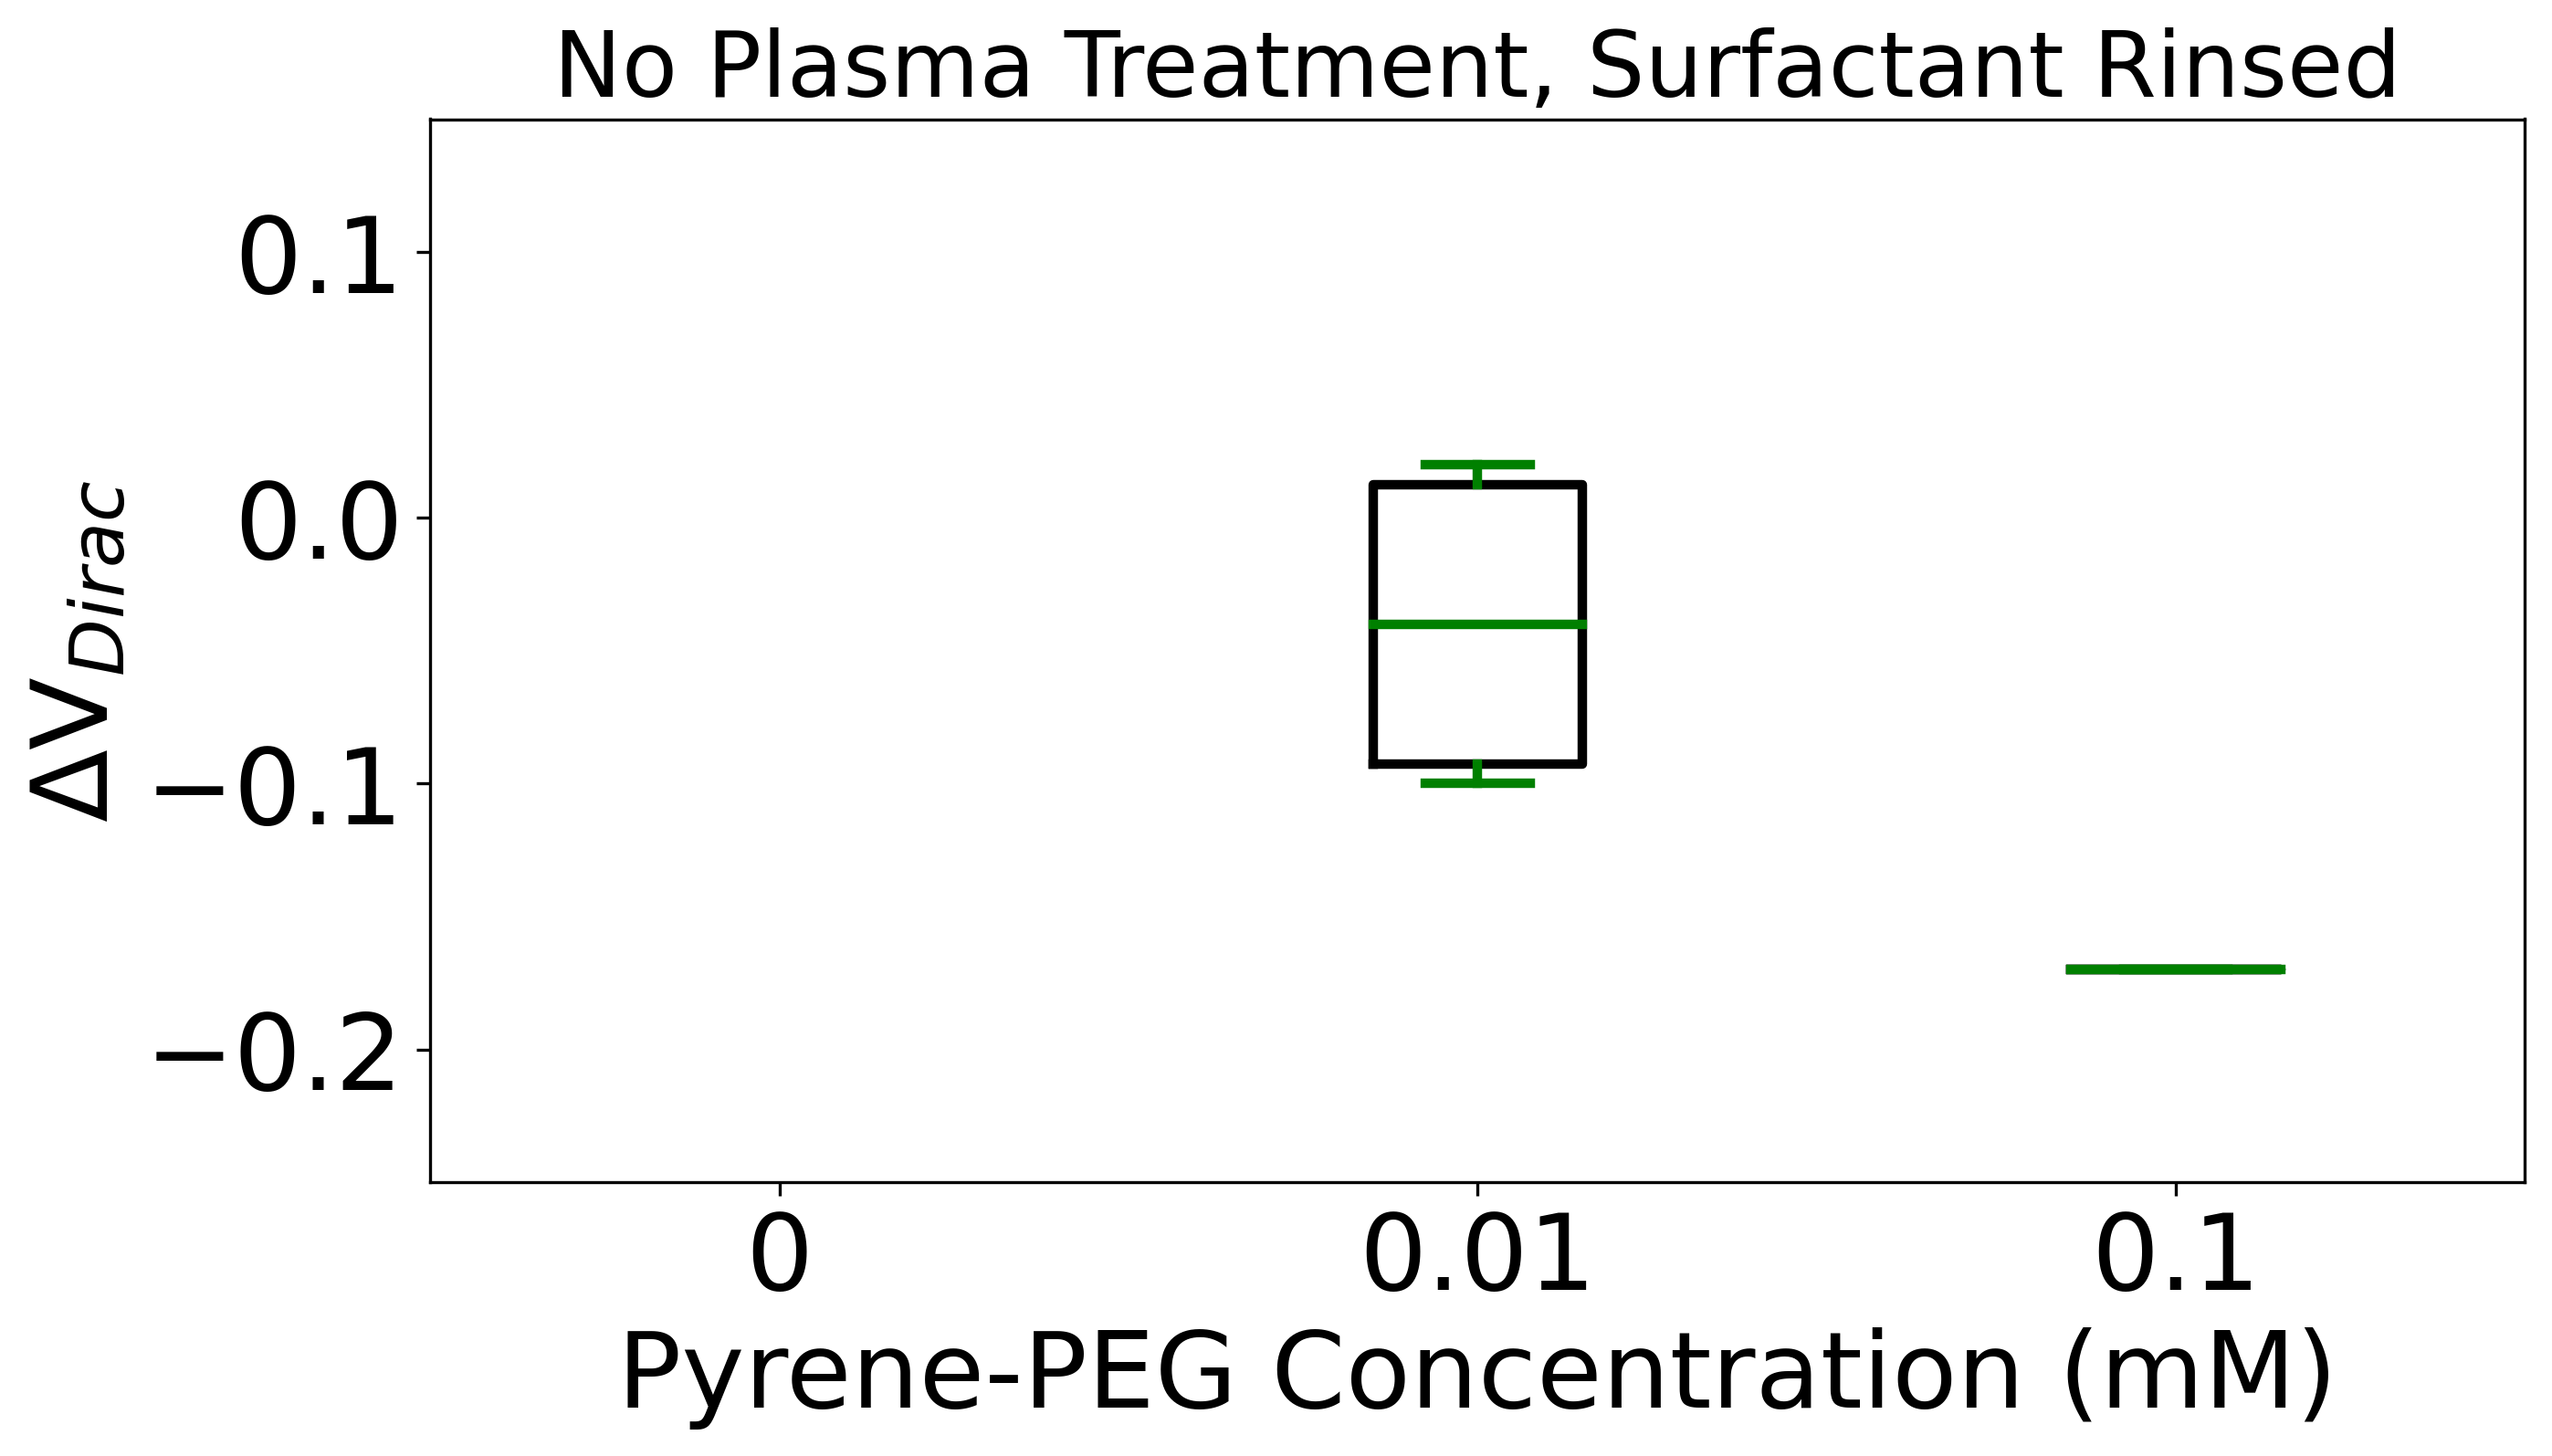 No Plasma Treatment, Surfactant Rinsed
ΔV_Dirac
0.1
0.0
−0.1
−0.2
0
0.01
0.1
Pyrene-PEG Concentration (mM)